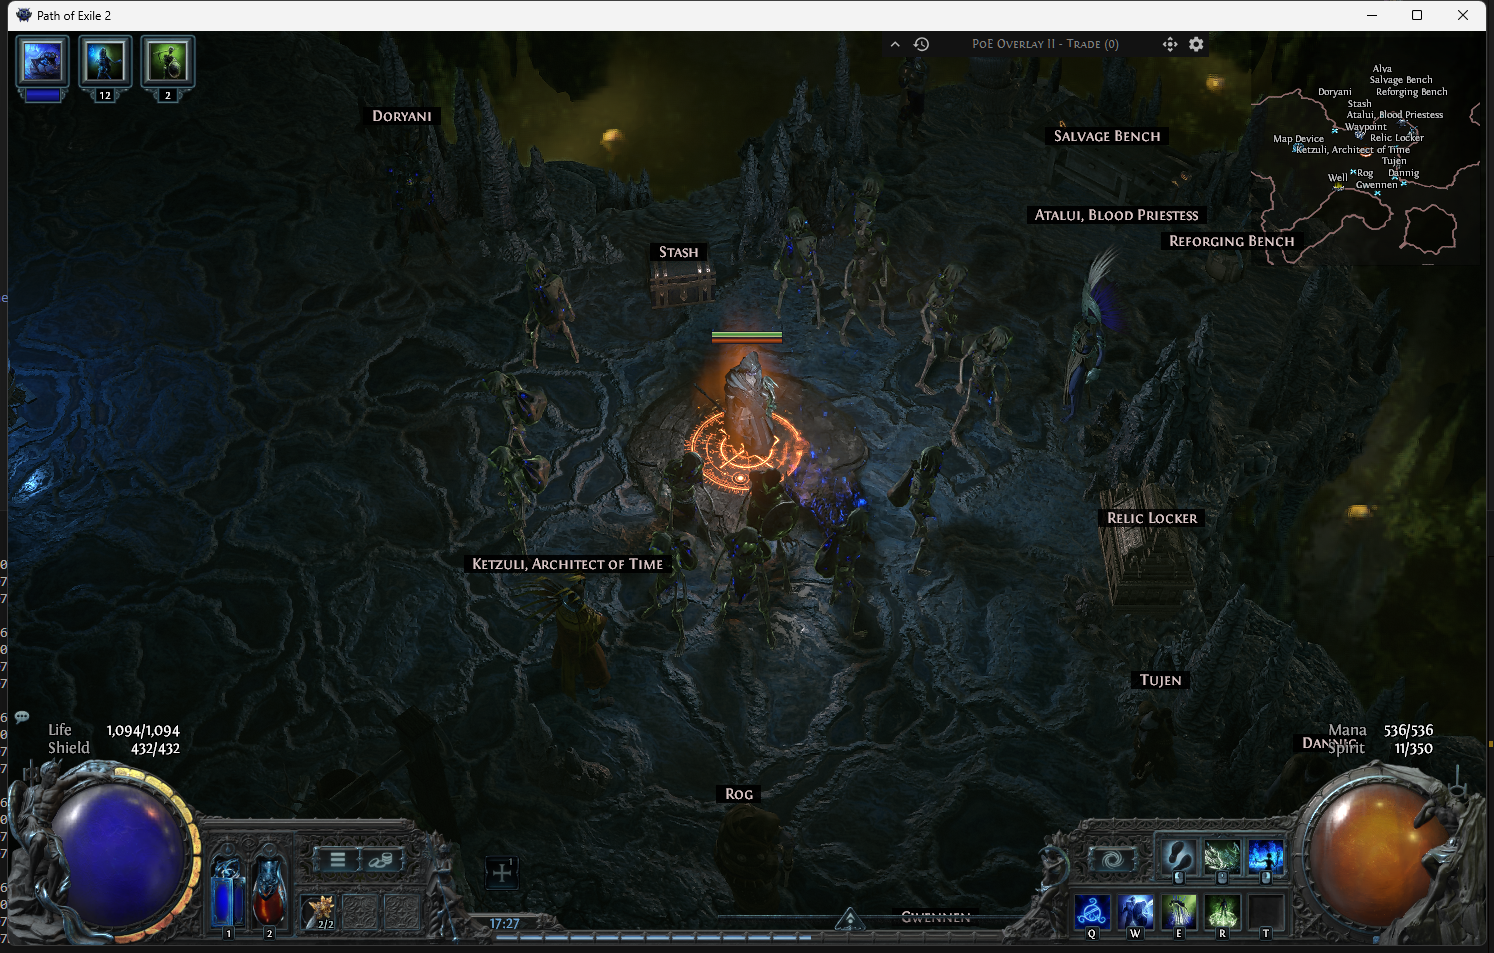 Path of Exile 2
PoE Overlay II - Trade (0)
12
2
Doryani
Salvage Bench
Atalui, Blood Priestess
Reforging Bench
Stash
Relic Locker
Ketzuli, Architect of Time
Tujen
Dannig
Rog
Gwennen
Alva
Salvage Bench
Doryani
Reforging Bench
Stash
Atalui, Blood Priestess
Waypoint
Map Device
Relic Locker
Ketzuli, Architect of Time
Tujen
Well
Rog
Dannig
Gwennen
Life 1,094/1,094
Shield 432/432
Mana 536/536
Spirit 11/350
1
2
2/2
1
17:27
Q
W
E
R
T